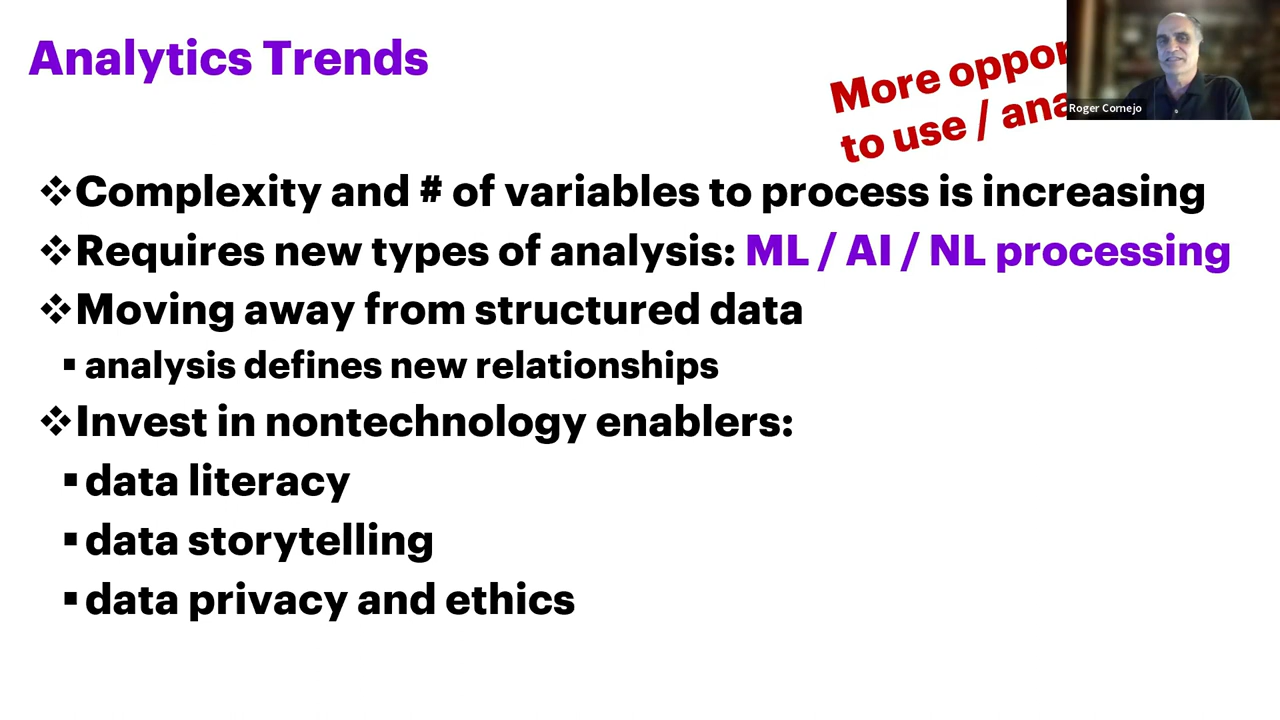 Analytics Trends
More
to use /
Roger Cornejo
❖Complexity and # of variables to process is increasing
❖Requires new types of analysis: ML / AI / NL processing
❖Moving away from structured data
▪ analysis defines new relationships
❖Invest in nontechnology enablers:
▪ data literacy
▪ data storytelling
▪ data privacy and ethics